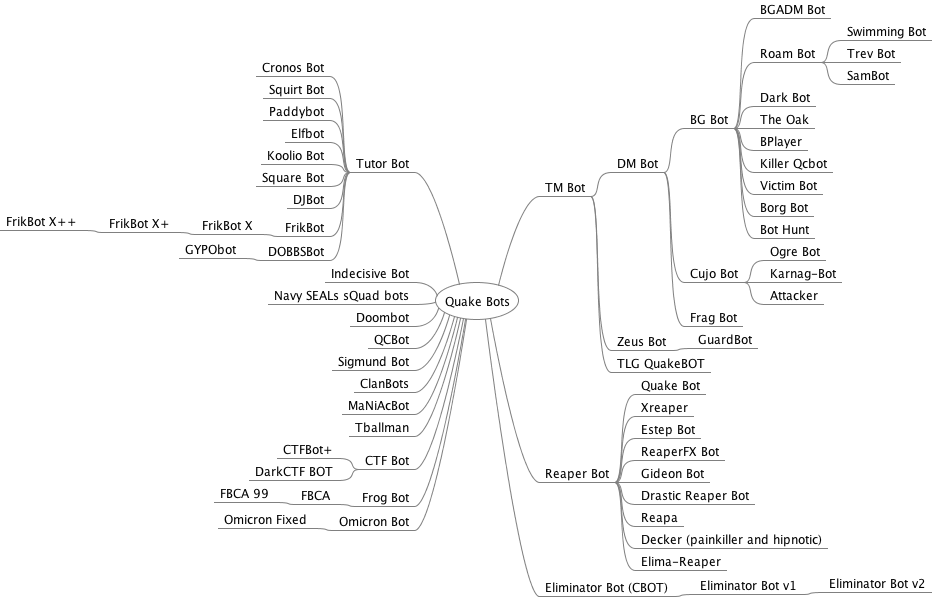 Quake Bots
Tutor Bot
Cronos Bot
Squirt Bot
Paddybot
Elfbot
Koolio Bot
Square Bot
DJBot
FrikBot
FrikBot X
FrikBot X+
FrikBot X++
DOBBSBot
GYPObot
Indecisive Bot
Navy SEALs sQuad bots
Doombot
QCBot
Sigmund Bot
ClanBots
MaNiAcBot
Tballman
CTF Bot
CTFBot+
DarkCTF BOT
Frog Bot
FBCA
FBCA 99
Omicron Bot
Omicron Fixed
TM Bot
DM Bot
BG Bot
BGADM Bot
Roam Bot
Swimming Bot
Trev Bot
SamBot
Dark Bot
The Oak
BPlayer
Killer Qcbot
Victim Bot
Borg Bot
Bot Hunt
Cujo Bot
Ogre Bot
Karnag-Bot
Attacker
Frag Bot
Zeus Bot
GuardBot
TLG QuakeBOT
Reaper Bot
Quake Bot
Xreaper
Estep Bot
ReaperFX Bot
Gideon Bot
Drastic Reaper Bot
Reapa
Decker (painkiller and hipnotic)
Elima-Reaper
Eliminator Bot (CBOT)
Eliminator Bot v1
Eliminator Bot v2